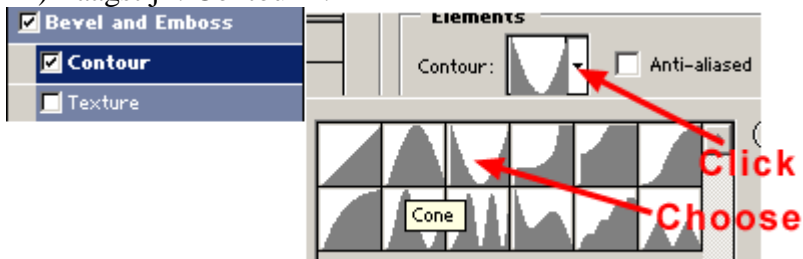 Bevel and Emboss
Contour
Texture
Elements
Contour:
Anti-aliased
Click
Choose
Cone